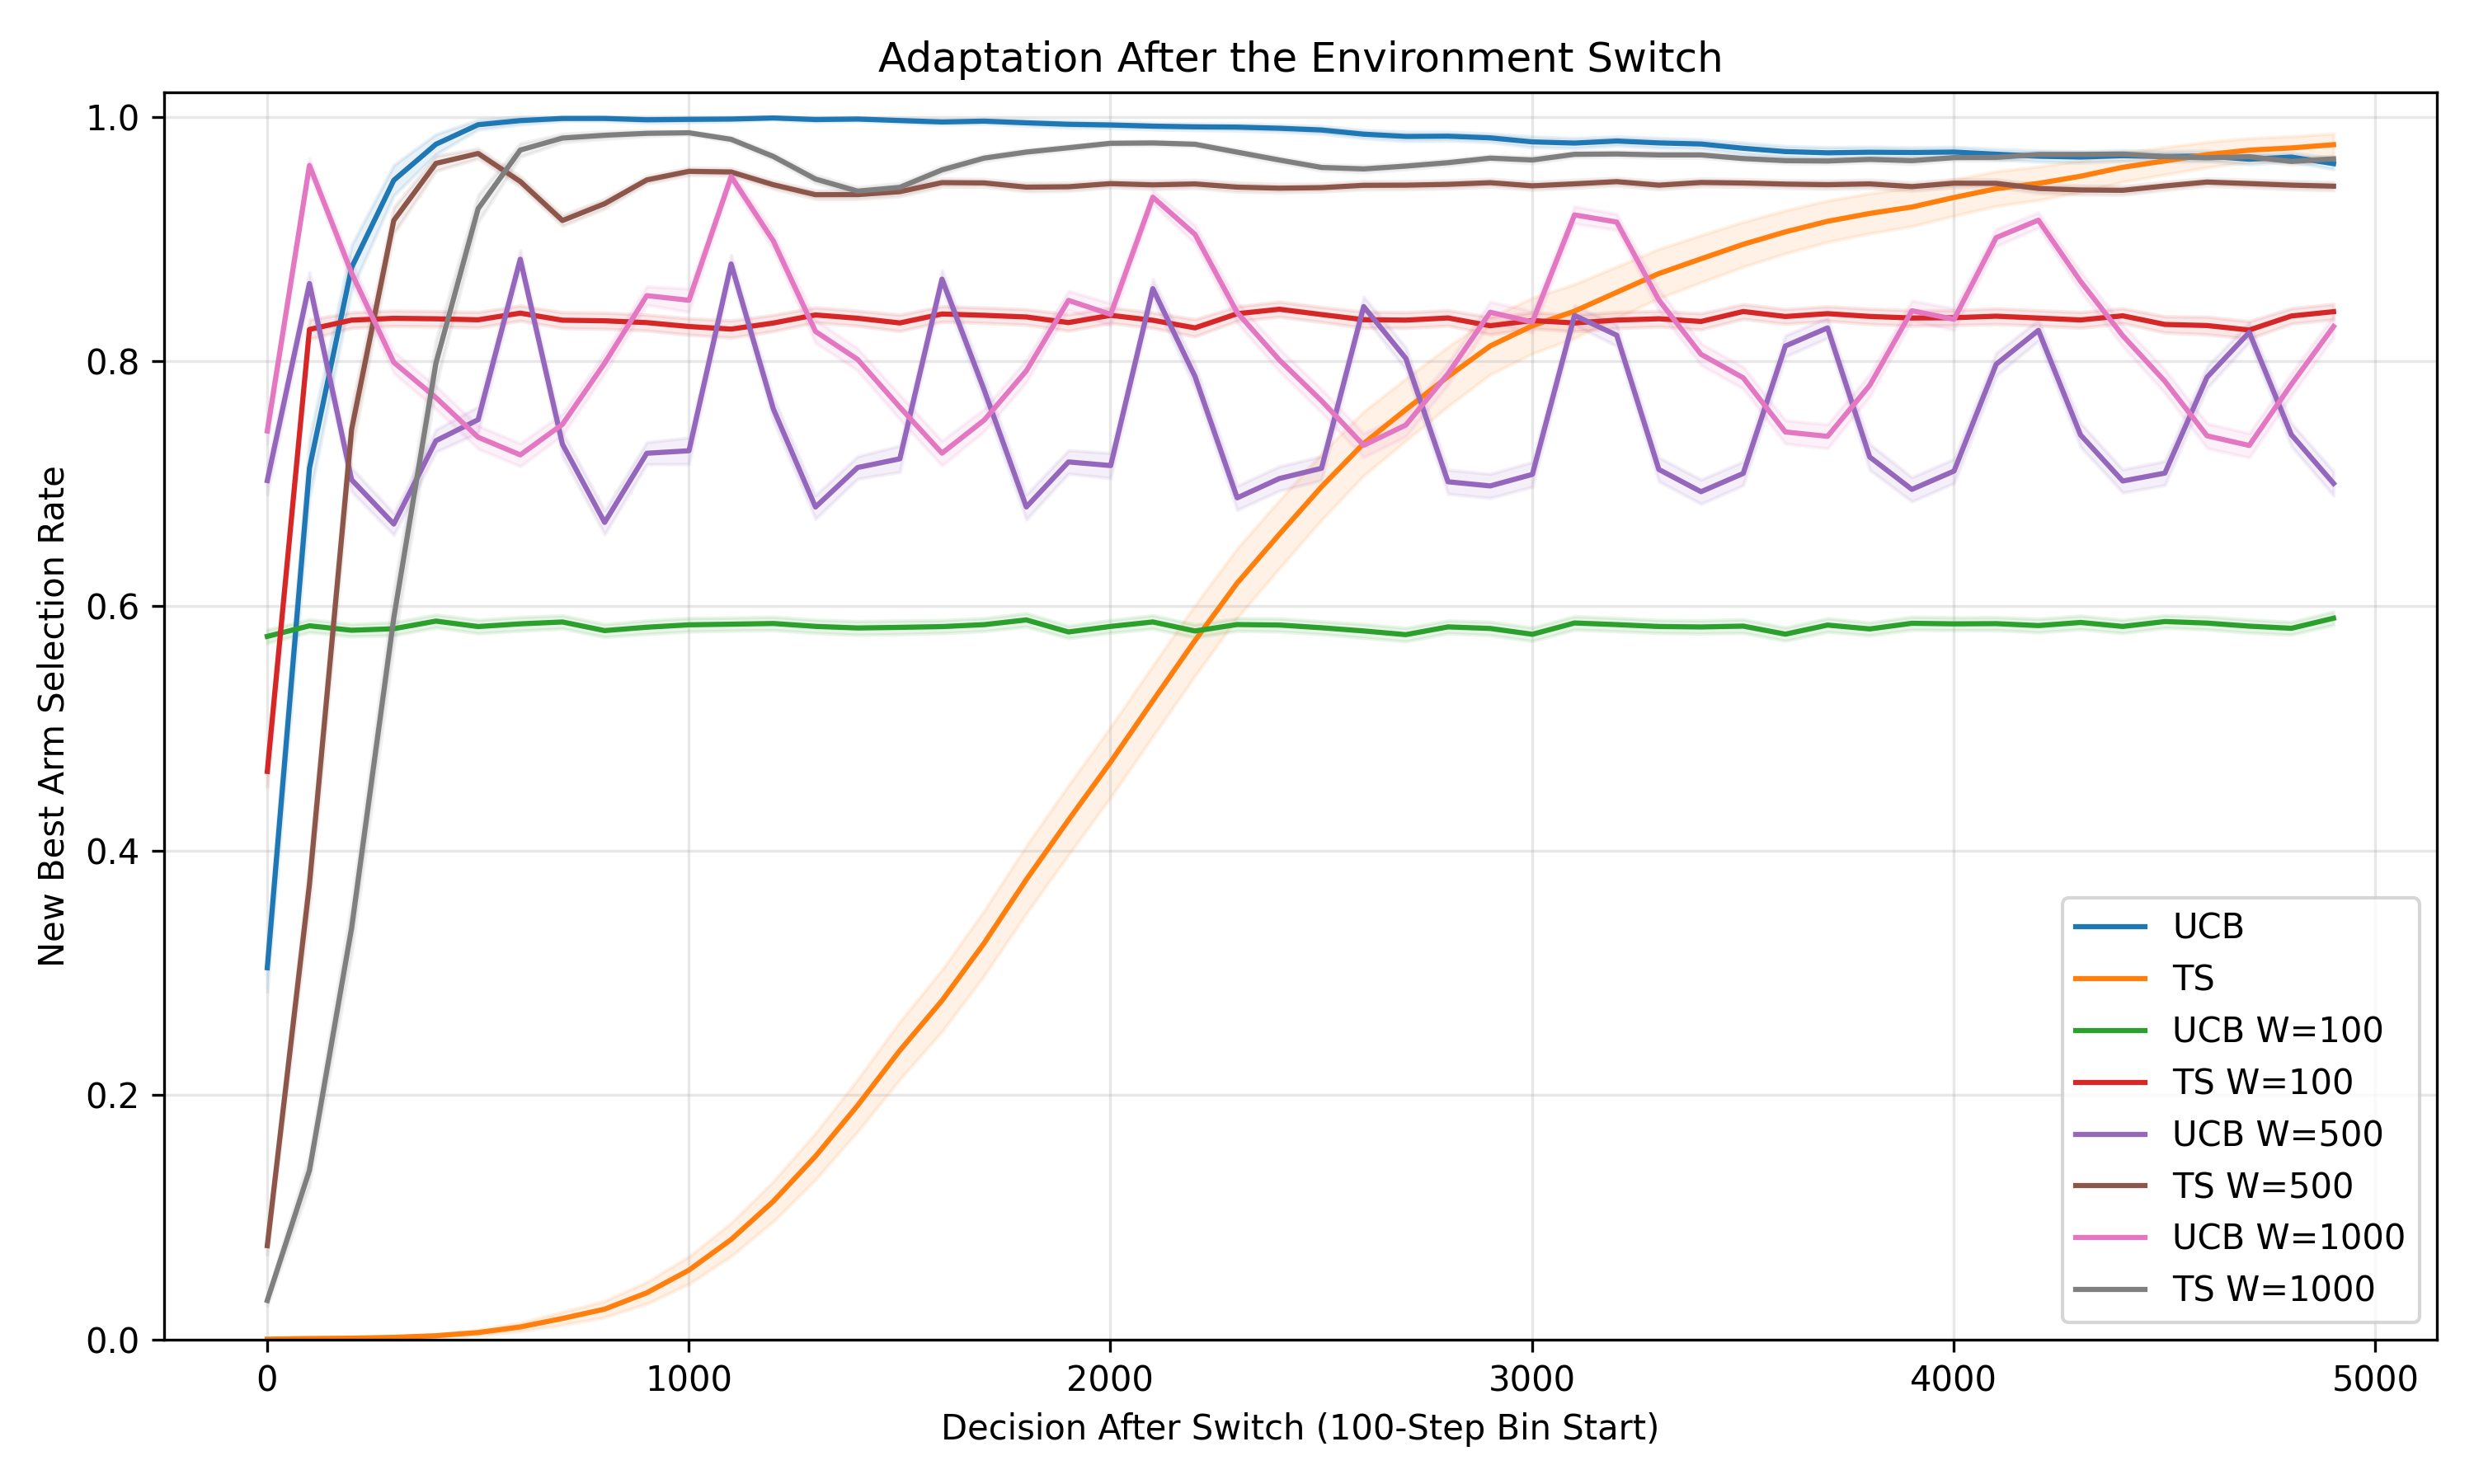 Adaptation After the Environment Switch
New Best Arm Selection Rate
1.0
0.8
0.6
0.4
0.2
0.0
0 1000 2000 3000 4000 5000
Decision After Switch (100-Step Bin Start)
UCB
TS
UCB W=100
TS W=100
UCB W=500
TS W=500
UCB W=1000
TS W=1000